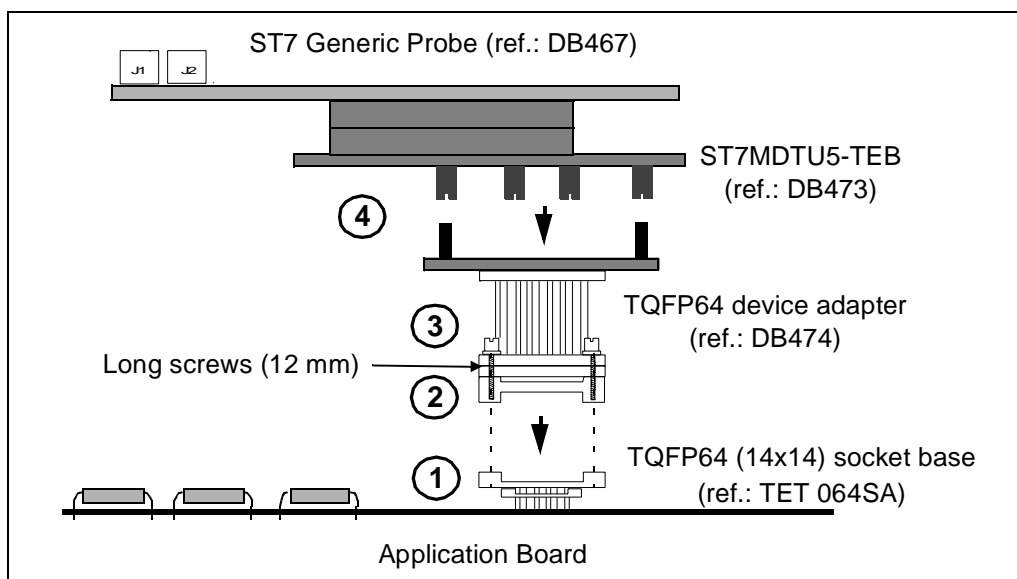 ST7 Generic Probe (ref.: DB467)
J1 J2
ST7MDTU5-TEB
(ref.: DB473)
4
TQFP64 device adapter
(ref.: DB474)
3
Long screws (12 mm)
2
TQFP64 (14x14) socket base
(ref.: TET 064SA)
1
Application Board